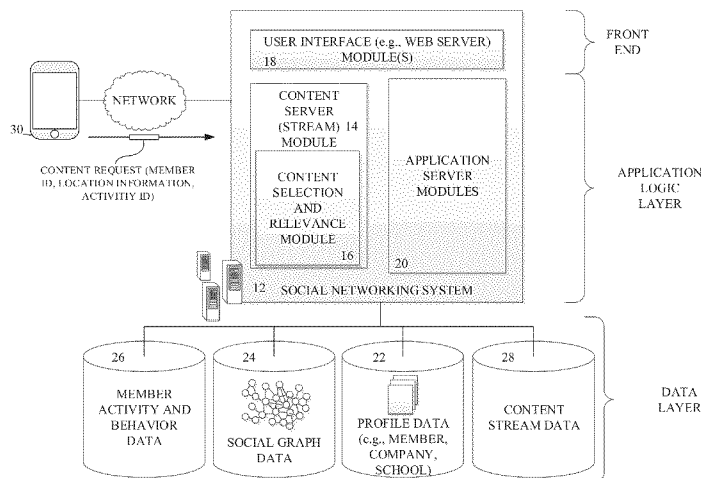 USER INTERFACE (e.g., WEB SERVER)
MODULE(S)
18
FRONT
END
NETWORK
30
CONTENT REQUEST (MEMBER
ID, LOCATION INFORMATION,
ACTIVITIY ID)
CONTENT
SERVER
(STREAM) 14
MODULE
CONTENT
SELECTION
AND
RELEVANCE
MODULE
16
APPLICATION
SERVER
MODULES
20
APPLICATION
LOGIC
LAYER
12
SOCIAL NETWORKING SYSTEM
26
MEMBER
ACTIVITY AND
BEHAVIOR
DATA
24
SOCIAL GRAPH
DATA
22
PROFILE DATA
(e.g., MEMBER,
COMPANY,
SCHOOL)
28
CONTENT
STREAM DATA
DATA
LAYER